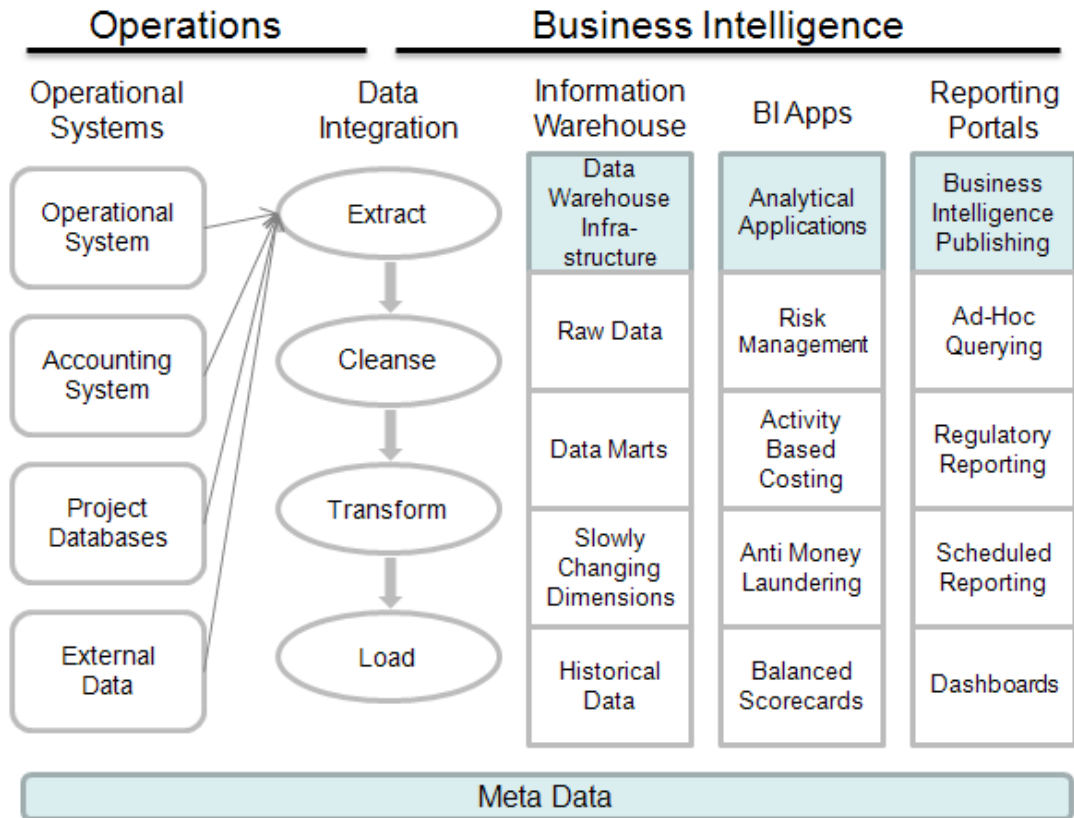 Operations
Business Intelligence
Operational
Systems
Data
Integration
Information
Warehouse
BI Apps
Reporting
Portals
Operational
System
Accounting
System
Project
Databases
External
Data
Extract
Cleanse
Transform
Load
Data
Warehouse
Infra-
structure
Raw Data
Data Marts
Slowly
Changing
Dimensions
Historical
Data
Analytical
Applications
Risk
Management
Activity
Based
Costing
Anti Money
Laundering
Balanced
Scorecards
Business
Intelligence
Publishing
Ad-Hoc
Querying
Regulatory
Reporting
Scheduled
Reporting
Dashboards
Meta Data